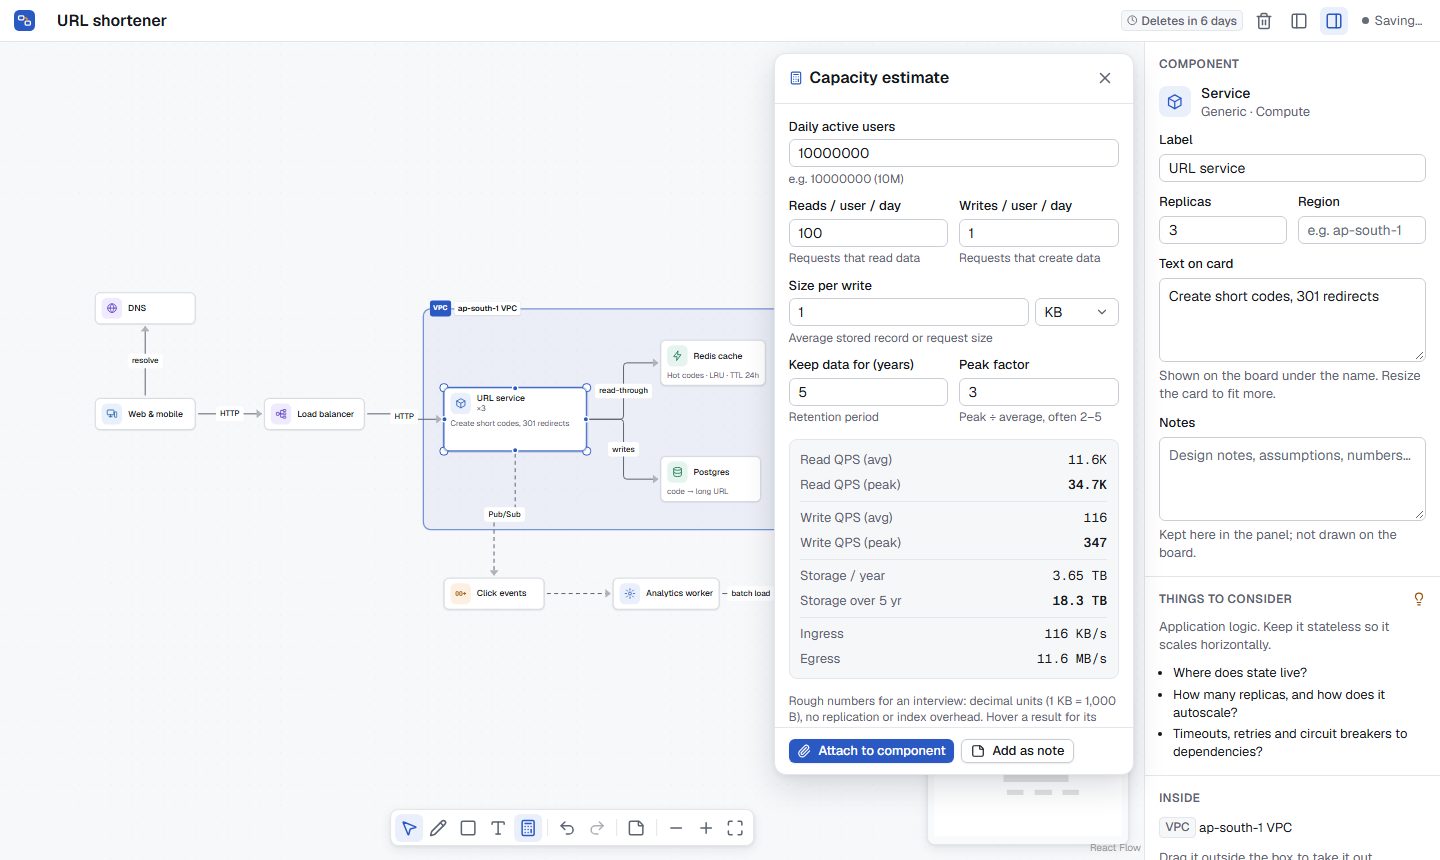 URL shortener
Deletes in 6 days
Saving...
DNS
resolve
Web & mobile
HTTP
Load balancer
HTTP
VPC
ap-south-1 VPC
URL service
×3
Create short codes, 301 redirects
read-through
Redis cache
Hot codes · LRU · TTL 24h
writes
Postgres
code → long URL
Pub/Sub
Click events
Analytics worker
batch load
Capacity estimate
Daily active users
10000000
e.g. 10000000 (10M)
Reads / user / day
Writes / user / day
100
1
Requests that read data
Requests that create data
Size per write
1
KB
Average stored record or request size
Keep data for (years)
Peak factor
5
3
Retention period
Peak ÷ average, often 2–5
Read QPS (avg) 11.6K
Read QPS (peak) 34.7K
Write QPS (avg) 116
Write QPS (peak) 347
Storage / year 3.65 TB
Storage over 5 yr 18.3 TB
Ingress 116 KB/s
Egress 11.6 MB/s
Rough numbers for an interview: decimal units (1 KB = 1,000
B), no replication or index overhead. Hover a result for its
Attach to component
Add as note
React Flow
COMPONENT
Service
Generic · Compute
Label
URL service
Replicas
Region
3
e.g. ap-south-1
Text on card
Create short codes, 301 redirects
Shown on the board under the name. Resize
the card to fit more.
Notes
Design notes, assumptions, numbers...
Kept here in the panel; not drawn on the
board.
THINGS TO CONSIDER
Application logic. Keep it stateless so it
scales horizontally.
• Where does state live?
• How many replicas, and how does it
autoscale?
• Timeouts, retries and circuit breakers to
dependencies?
INSIDE
VPC ap-south-1 VPC
Drag it outside the box to take it out.